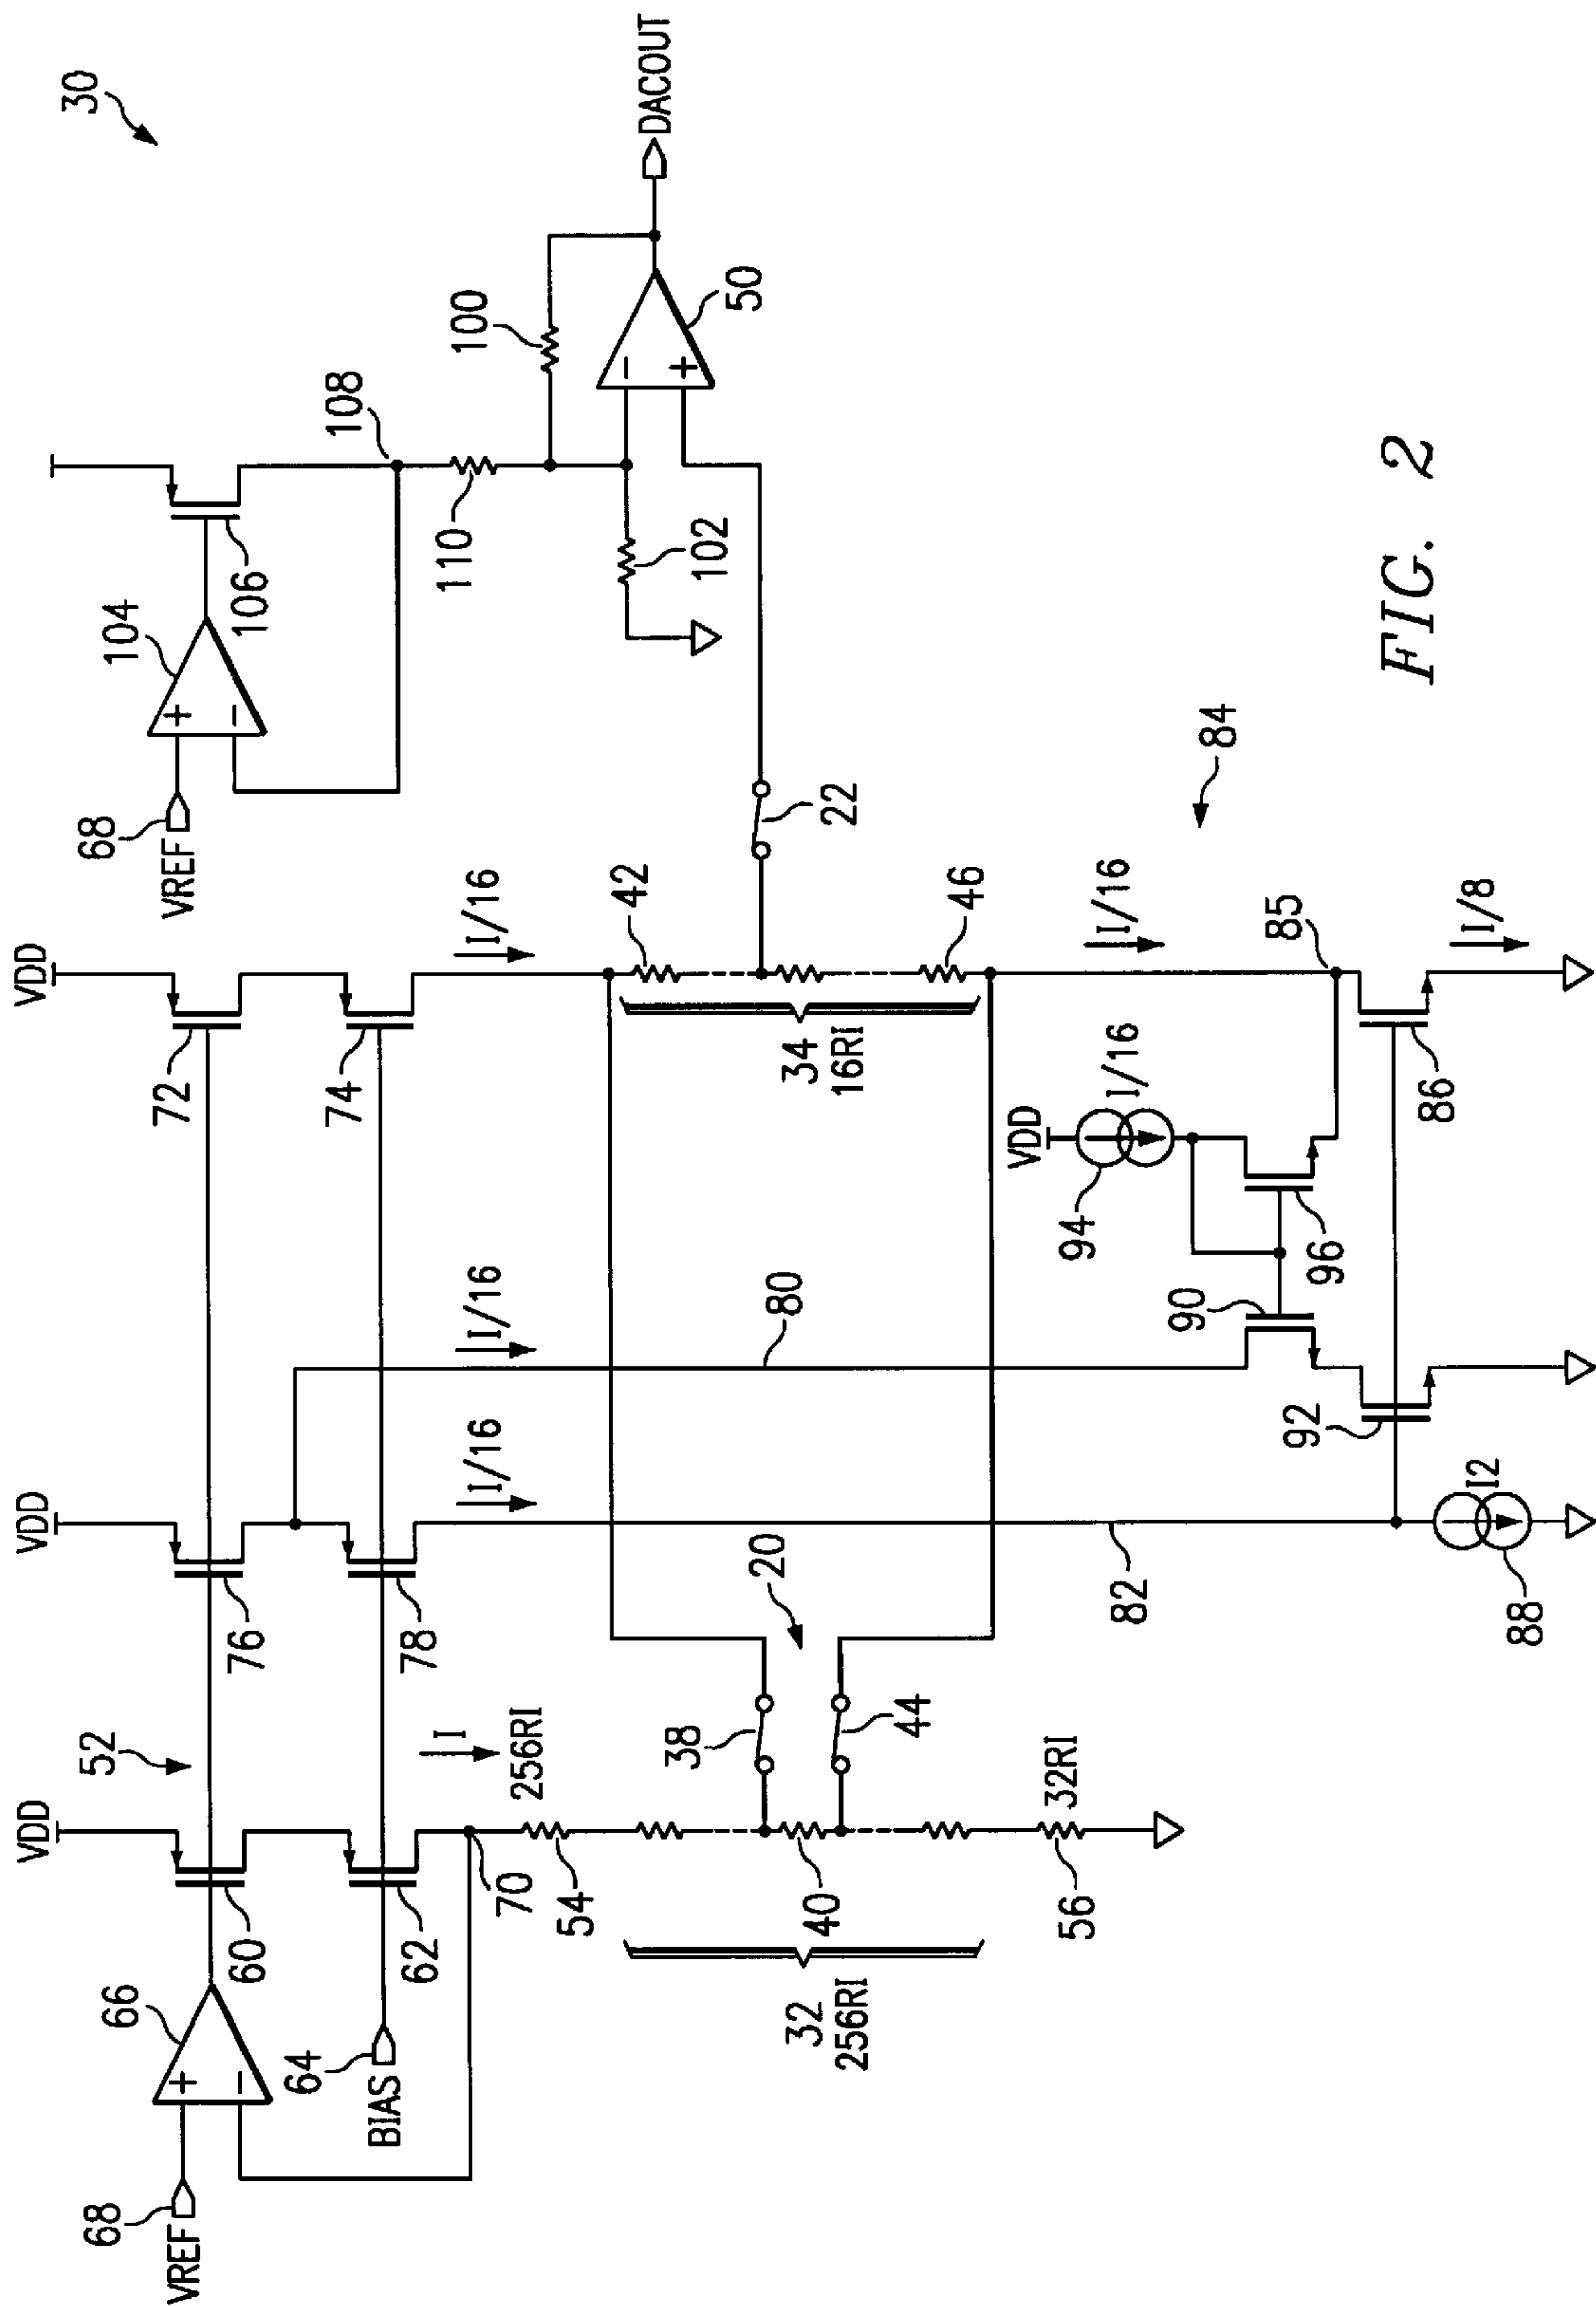 30
VREF
68
66
52
VDD
60
BIAS
64
62
70
I
256RI
54
32
256RI
40
38
44
20
56
32RI
VDD
76
78
I/16
82
I/16
80
VDD
72
74
I/16
42
34
16RI
46
22
I/16
84
85
VDD
I/16
94
96
90
92
86
I/8
I2
88
VREF
68
104
+
-
106
108
110
100
102
-
+
50
DACOUT
+
-
FIG. 2